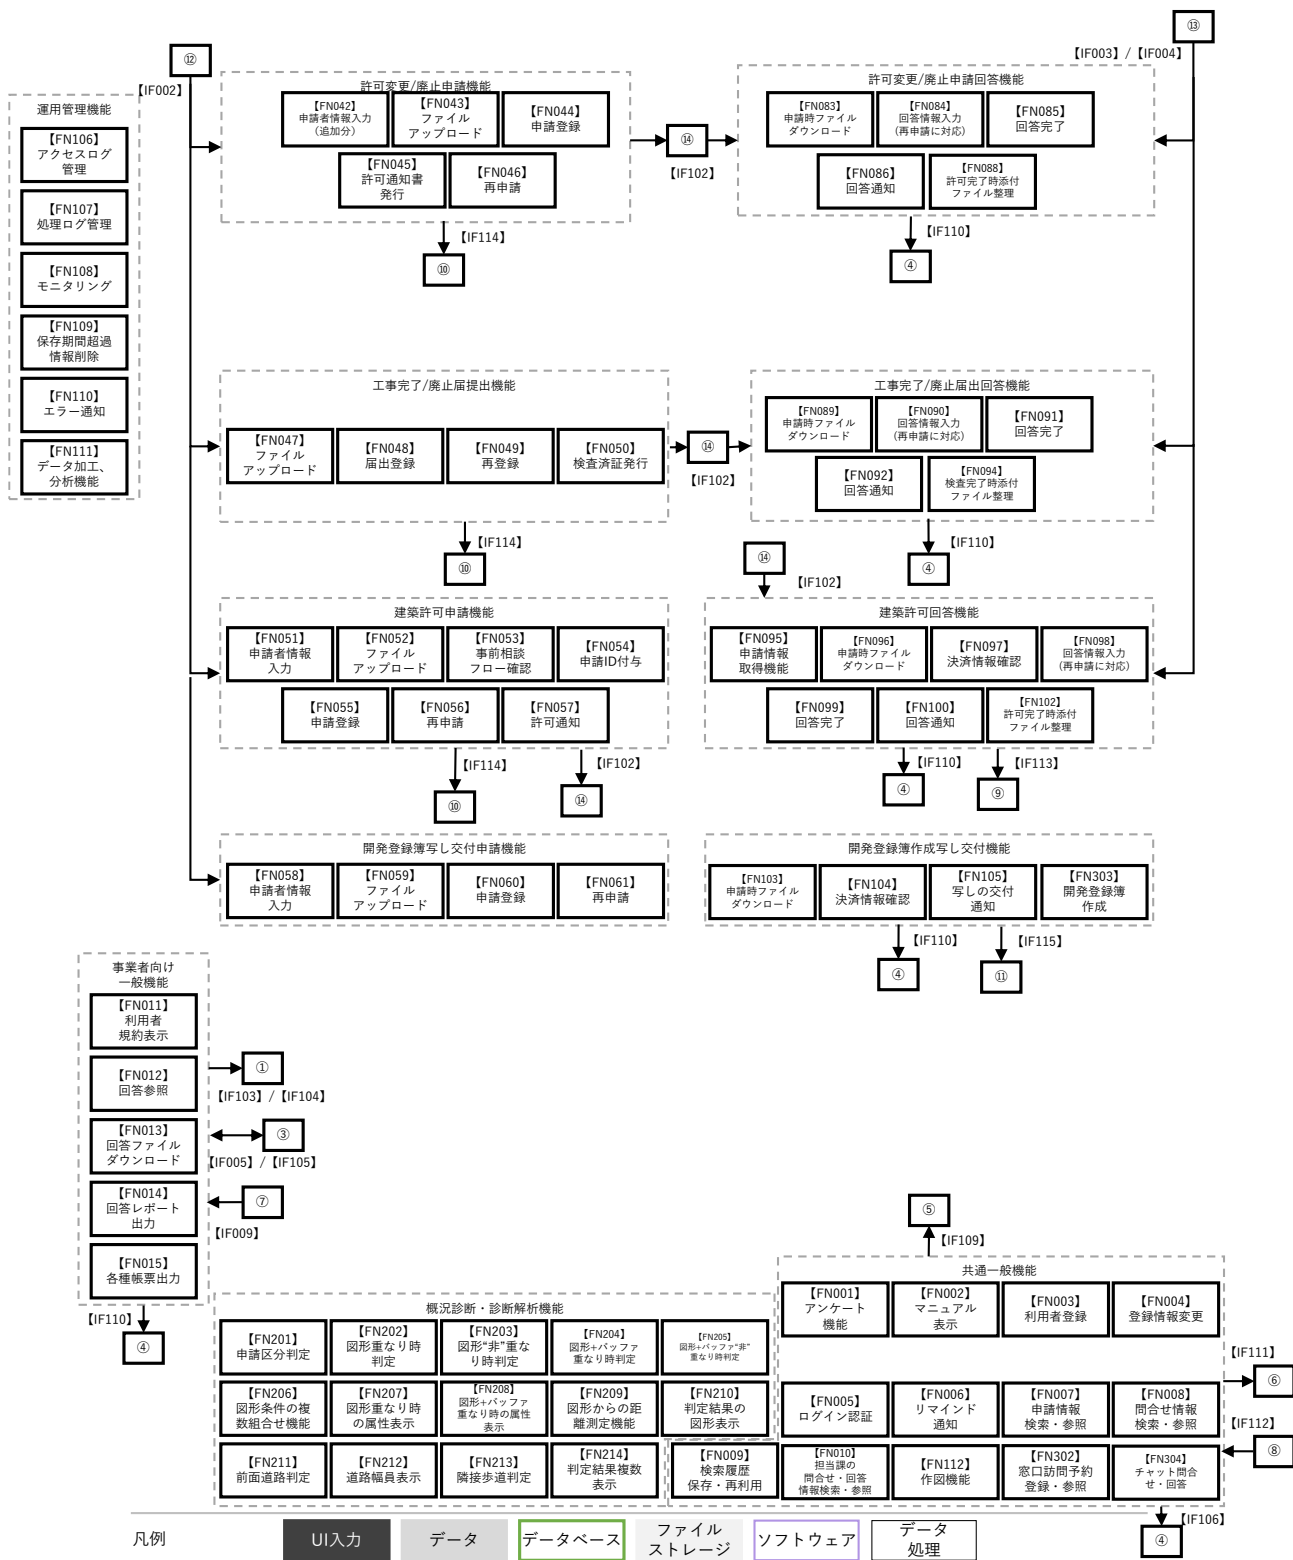 ⑫
【IF002】
⑬
【IF003】/【IF004】
運用管理機能
【FN106】
アクセスログ
管理
【FN107】
処理ログ管理
【FN108】
モニタリング
【FN109】
保存期間超過
情報削除
【FN110】
エラー通知
【FN111】
データ加工、
分析機能
許可変更/廃止申請機能
【FN042】
申請者情報入力
(追加分)
【FN043】
ファイル
アップロード
【FN044】
申請登録
【FN045】
許可通知書
発行
【FN046】
再申請
⑭
【IF102】
【IF114】
⑩
許可変更/廃止申請回答機能
【FN083】
申請時ファイル
ダウンロード
【FN084】
回答情報入力
(再申請に対応)
【FN085】
回答完了
【FN086】
回答通知
【FN088】
許可完了時添付
ファイル整理
【IF110】
④
工事完了/廃止届提出機能
【FN047】
ファイル
アップロード
【FN048】
届出登録
【FN049】
再登録
【FN050】
検査済証発行
⑭
【IF102】
【IF114】
⑩
工事完了/廃止届出回答機能
【FN089】
申請時ファイル
ダウンロード
【FN090】
回答情報入力
(再申請に対応)
【FN091】
回答完了
【FN092】
回答通知
【FN094】
検査完了時添付
ファイル整理
【IF110】
④
⑭
【IF102】
建築許可申請機能
【FN051】
申請者情報
入力
【FN052】
ファイル
アップロード
【FN053】
事前相談
フロー確認
【FN054】
申請ID付与
【FN055】
申請登録
【FN056】
再申請
【FN057】
許可通知
【IF114】
⑩
【IF102】
⑭
建築許可回答機能
【FN095】
申請情報
取得機能
【FN096】
申請時ファイル
ダウンロード
【FN097】
決済情報確認
【FN098】
回答情報入力
(再申請に対応)
【FN099】
回答完了
【FN100】
回答通知
【FN102】
許可完了時添付
ファイル整理
【IF110】
④
【IF113】
⑨
開発登録簿写し交付申請機能
【FN058】
申請者情報
入力
【FN059】
ファイル
アップロード
【FN060】
申請登録
【FN061】
再申請
開発登録簿作成写し交付機能
【FN103】
申請時ファイル
ダウンロード
【FN104】
決済情報確認
【FN105】
写しの交付
通知
【FN303】
開発登録簿
作成
【IF110】
④
【IF115】
⑪
事業者向け
一般機能
【FN011】
利用者
規約表示
【FN012】
回答参照
【FN013】
回答ファイル
ダウンロード
【FN014】
回答レポート
出力
【FN015】
各種帳票出力
①
【IF103】/【IF104】
③
【IF005】/【IF105】
⑦
【IF009】
【IF110】
④
概況診断・診断解析機能
【FN201】
申請区分判定
【FN202】
図形重なり時
判定
【FN203】
図形“非”重な
り時判定
【FN204】
図形+バッファ
重なり時判定
【FN205】
図形+バッファ“非”
重なり時判定
【FN206】
図形条件の複
数組合せ機能
【FN207】
図形重なり時
の属性表示
【FN208】
図形+バッファ
重なり時の属性
表示
【FN209】
図形からの距
離測定機能
【FN210】
判定結果の
図形表示
【FN211】
前面道路判定
【FN212】
道路幅員表示
【FN213】
隣接歩道判定
【FN214】
判定結果複数
表示
⑤
【IF109】
共通一般機能
【FN001】
アンケート
機能
【FN002】
マニュアル
表示
【FN003】
利用者登録
【FN004】
登録情報変更
【FN005】
ログイン認証
【FN006】
リマインド
通知
【FN007】
申請情報
検索・参照
【FN008】
問合せ情報
検索・参照
【FN009】
検索履歴
保存・再利用
【FN010】
担当課の
問合せ・回答
情報検索・参照
【FN112】
作図機能
【FN302】
窓口訪問予約
登録・参照
【FN304】
チャット問合
せ・回答
【IF111】
⑥
【IF112】
⑧
【IF106】
④
凡例
UI入力
データ
データベース
ファイル
ストレージ
ソフトウェア
データ
処理